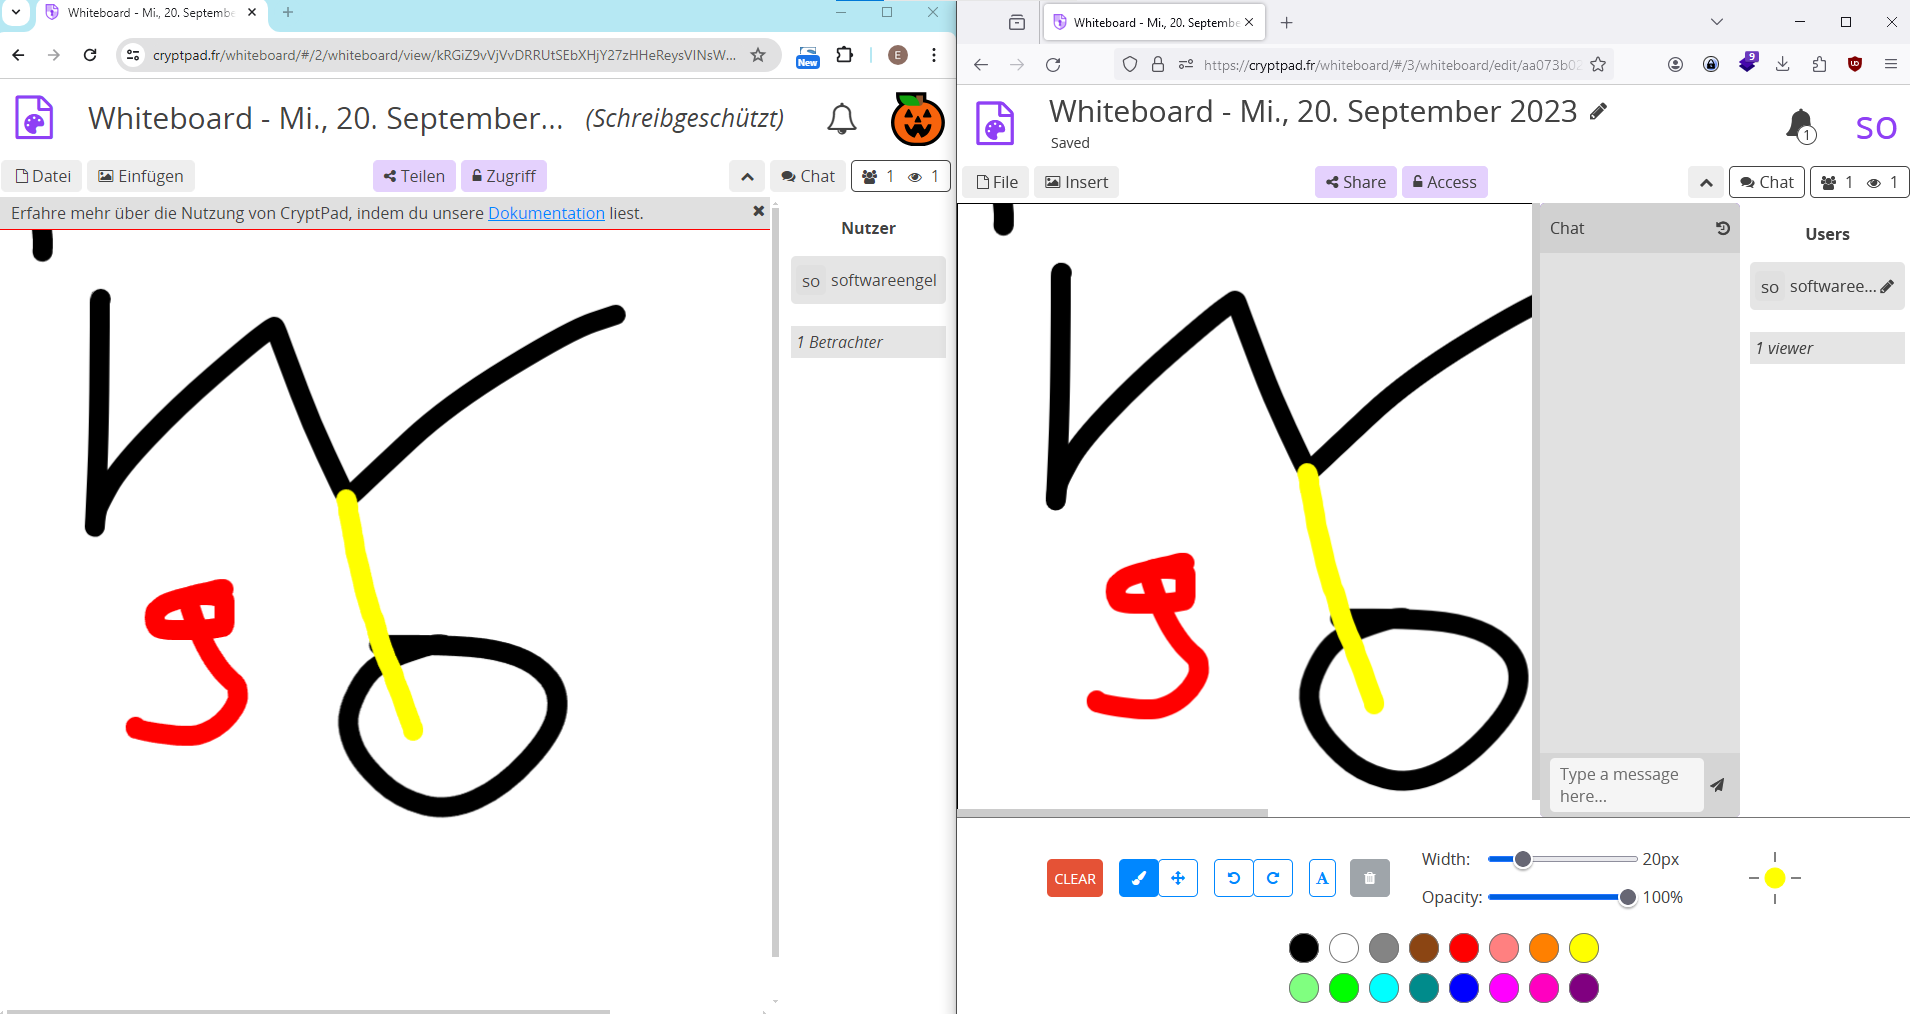 Whiteboard - Mi., 20. Septembe
cryptpad.fr/whiteboard/#/2/whiteboard/view/kRGiZ9vVjVvDRRUtSEbXHjY27zHHeReysVINsW...
New
E
Whiteboard - Mi., 20. September... (Schreibgeschützt)
Datei Einfügen Teilen Zugriff Chat 1 1
Erfahre mehr über die Nutzung von CryptPad, indem du unsere Dokumentation liest.
Nutzer
so softwareengel
1 Betrachter
Whiteboard - Mi., 20. Septembe
https://cryptpad.fr/whiteboard/#/3/whiteboard/edit/aa073b02
9
Whiteboard - Mi., 20. September 2023
Saved
1
SO
File Insert Share Access Chat 1 1
Chat
Users
so softwaree...
1 viewer
Type a message
here...
CLEAR
A
Width: 20px
Opacity: 100%